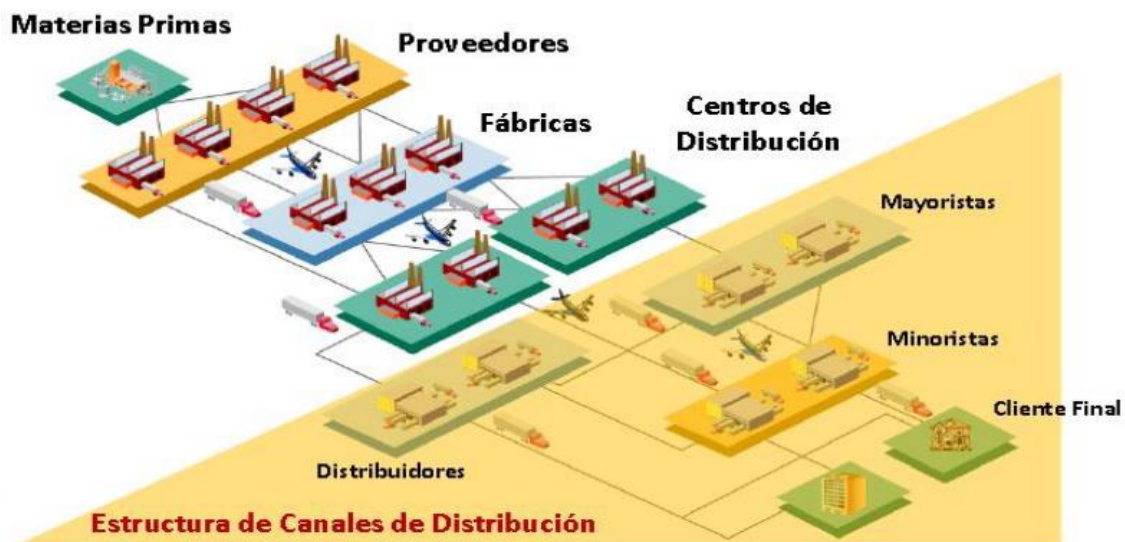 Materias Primas
Proveedores
Fábricas
Centros de
Distribución
Mayoristas
Minoristas
Cliente Final
Distribuidores
Estructura de Canales de Distribución